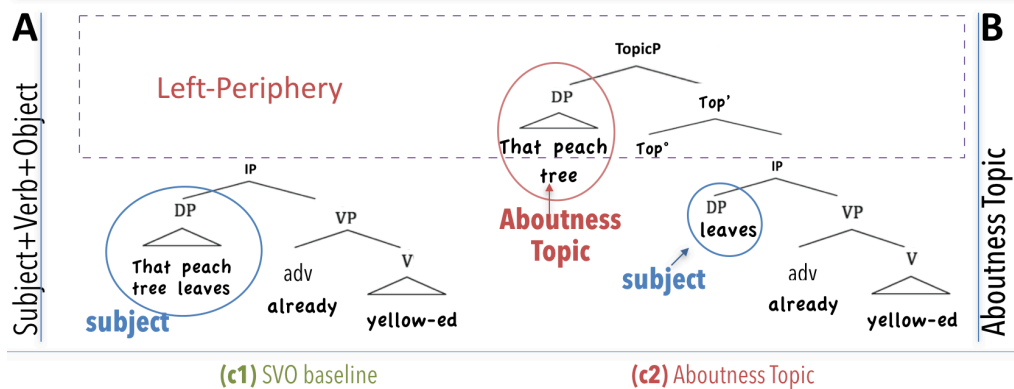 A
Subject+Verb+Object
Left-Periphery
IP
DP
VP
That peach
tree leaves
adv
V
already
yellow-ed
subject
(c1) SVO baseline
B
Aboutness Topic
TopicP
DP
Top'
That peach
tree
Top°
Aboutness
Topic
IP
DP
VP
leaves
adv
V
subject
already
yellow-ed
(c2) Aboutness Topic